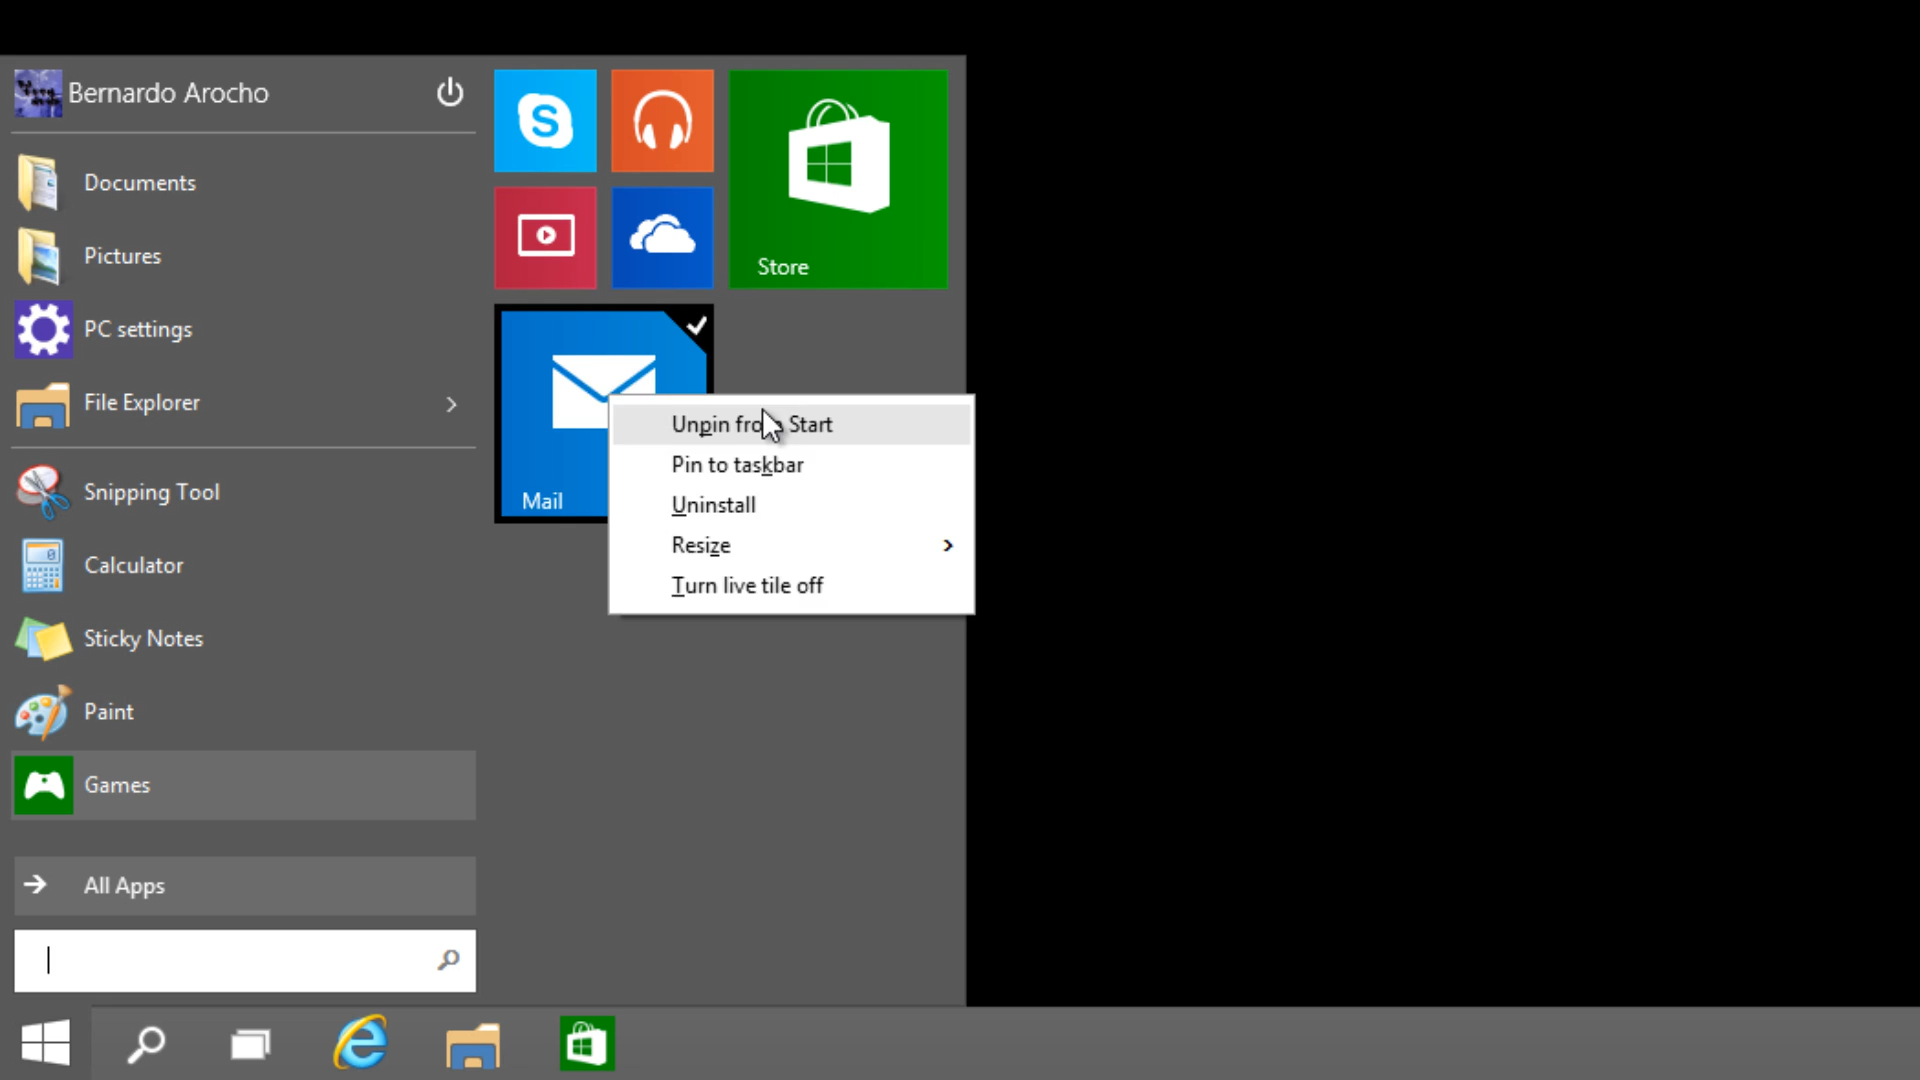 Bernardo Arocho
Documents
Pictures
PC settings
File Explorer
Snipping Tool
Calculator
Sticky Notes
Paint
Games
All Apps
S
Store
Mail
Unpin from Start
Pin to taskbar
Uninstall
Resize
Turn live tile off